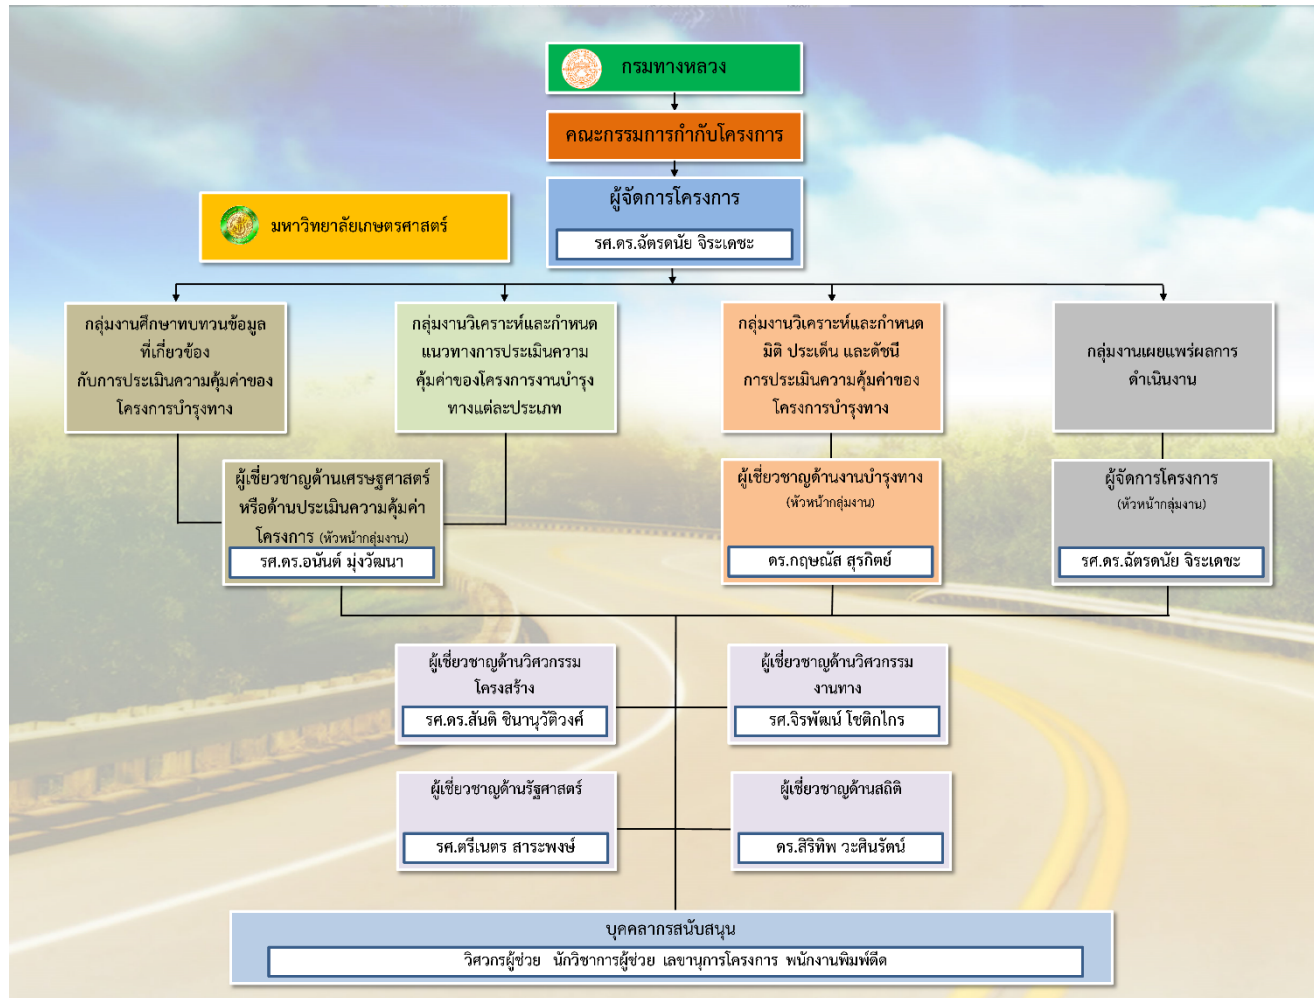 กรมทางหลวง
คณะกรรมการกำกับโครงการ
ผู้จัดการโครงการ
รศ.ดร.ฉัตรดนัย จิระเดชะ
มหาวิทยาลัยเกษตรศาสตร์
กลุ่มงานศึกษาทบทวนข้อมูล
ที่เกี่ยวข้อง
กับการประเมินความคุ้มค่าของ
โครงการบำรุงทาง
กลุ่มงานวิเคราะห์และกำหนด
แนวทางการประเมินความ
คุ้มค่าของโครงการงานบำรุง
ทางแต่ละประเภท
กลุ่มงานวิเคราะห์และกำหนด
มิติ ประเด็น และดัชนี
การประเมินความคุ้มค่าของ
โครงการบำรุงทาง
กลุ่มงานเผยแพร่ผลการ
ดำเนินงาน
ผู้เชี่ยวชาญด้านเศรษฐศาสตร์
หรือด้านประเมินความคุ้มค่า
โครงการ (หัวหน้ากลุ่มงาน)
รศ.ดร.อนันต์ มุ่งวัฒนา
ผู้เชี่ยวชาญด้านงานบำรุงทาง
(หัวหน้ากลุ่มงาน)
ดร.กฤษณัส สุรกิตย์
ผู้จัดการโครงการ
(หัวหน้ากลุ่มงาน)
รศ.ดร.ฉัตรดนัย จิระเดชะ
ผู้เชี่ยวชาญด้านวิศวกรรม
โครงสร้าง
รศ.ดร.สันติ ชินานุวัติวงศ์
ผู้เชี่ยวชาญด้านวิศวกรรม
งานทาง
รศ.จิรพัฒน์ โชติกไกร
ผู้เชี่ยวชาญด้านรัฐศาสตร์
รศ.ตรีเนตร สาระพงษ์
ผู้เชี่ยวชาญด้านสถิติ
ดร.สิริทิพ วะศินรัตน์
บุคคลากรสนับสนุน
วิศวกรผู้ช่วย นักวิชาการผู้ช่วย เลขานุการโครงการ พนักงานพิมพ์ดีด